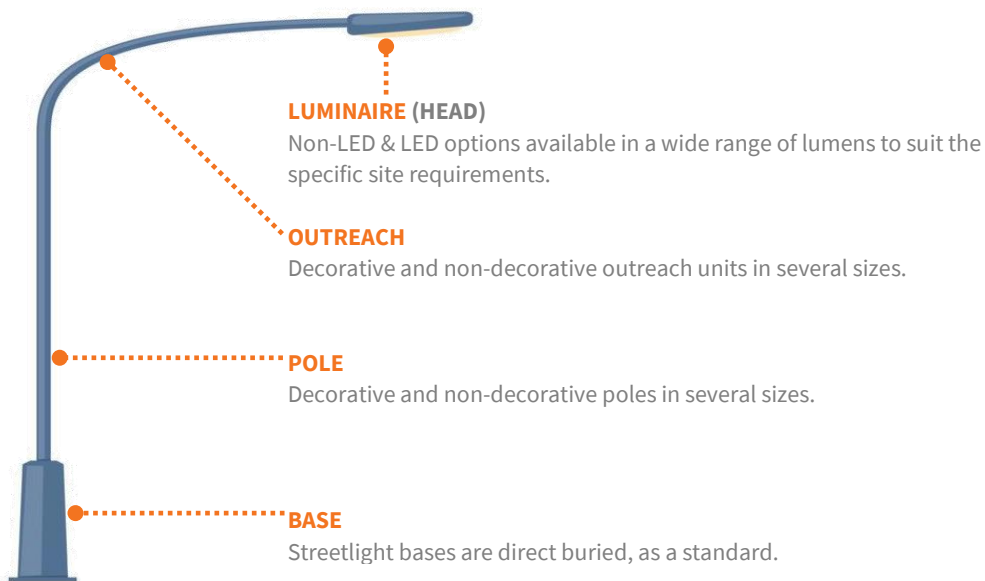 LUMINAIRE (HEAD)
Non-LED & LED options available in a wide range of lumens to suit the
specific site requirements.
OUTREACH
Decorative and non-decorative outreach units in several sizes.
POLE
Decorative and non-decorative poles in several sizes.
BASE
Streetlight bases are direct buried, as a standard.